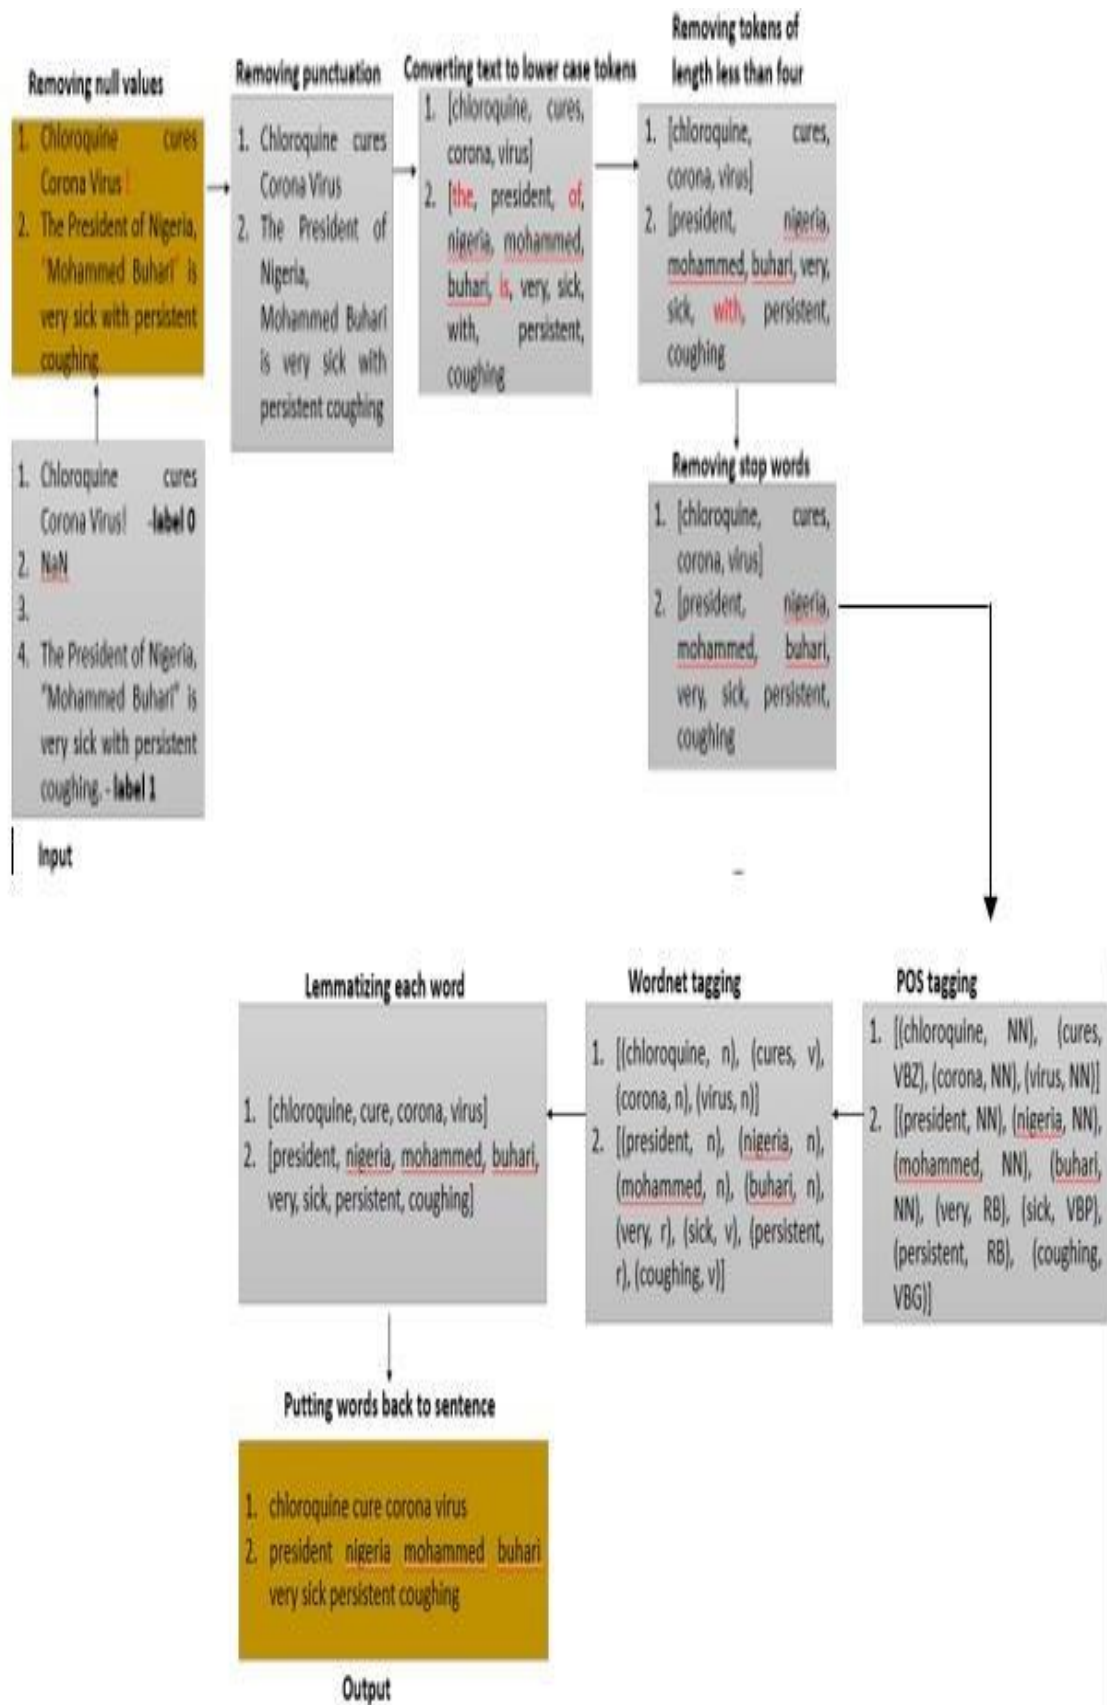 Removing null values
1. Chloroquine cures
Corona Virus !
2. The President of Nigeria,
"Mohammed Buhari" is
very sick with persistent
coughing.
Removing punctuation
1. Chloroquine cures
Corona Virus
2. The President of
Nigeria,
Mohammed Buhari
is very sick with
persistent coughing
Converting text to lower case tokens
1. [chloroquine, cures,
corona, virus]
2. [the, president, of,
nigeria, mohammed,
buhari, is, very, sick,
with, persistent,
coughing
Removing tokens of
length less than four
1. [chloroquine, cures,
corona, virus]
2. [president, nigeria,
mohammed, buhari, very,
sick, with, persistent,
coughing
1. Chloroquine cures
Corona Virus! -label 0
2. NaN
3.
4. The President of Nigeria,
"Mohammed Buhari" is
very sick with persistent
coughing. - label 1
Input
Removing stop words
1. [chloroquine, cures,
corona, virus]
2. [president, nigeria,
mohammed, buhari,
very, sick, persistent,
coughing
POS tagging
1. [(chloroquine, NN), (cures,
VBZ), (corona, NN), (virus, NN)]
2. [(president, NN), (nigeria, NN),
(mohammed, NN), (buhari,
NN), (very, RB), (sick, VBP),
(persistent, RB), (coughing,
VBG)]
Wordnet tagging
1. [(chloroquine, n), (cures, v),
(corona, n), (virus, n)]
2. [(president, n), (nigeria, n),
(mohammed, n), (buhari, n),
(very, r), (sick, v), (persistent,
r), (coughing, v)]
Lemmatizing each word
1. [chloroquine, cure, corona, virus]
2. [president, nigeria, mohammed, buhari,
very, sick, persistent, coughing]
Putting words back to sentence
1. chloroquine cure corona virus
2. president nigeria mohammed buhari
very sick persistent coughing
Output